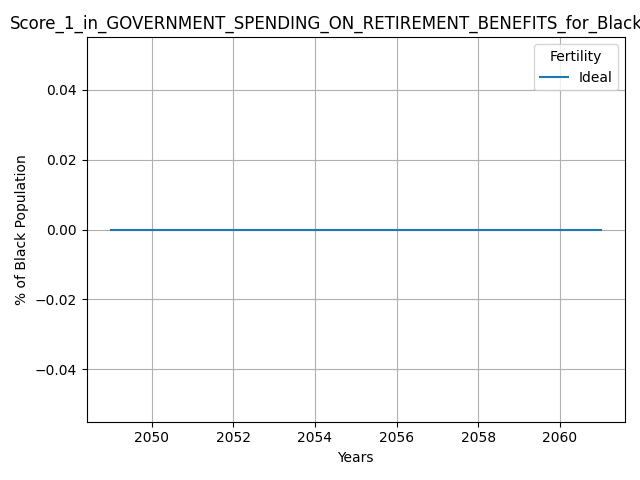 Score_1_in_GOVERNMENT_SPENDING_ON_RETIREMENT_BENEFITS_for_Black
Fertility
Ideal
0.04
0.02
0.00
−0.02
−0.04
% of Black Population
2050 2052 2054 2056 2058 2060
Years